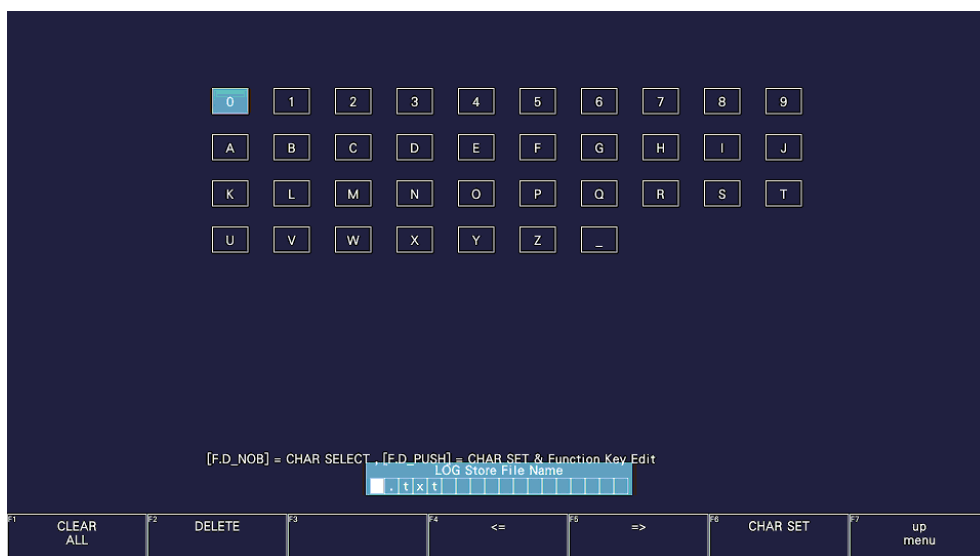 0 1 2 3 4 5 6 7 8 9
A B C D E F G H I J
K L M N O P Q R S T
U V W X Y Z _
[F.D_NOB] = CHAR SELECT , [F.D_PUSH] = CHAR SET & Function Key Edit
LOG Store File Name
.txt
F1 CLEAR ALL
F2 DELETE
F3
F4 <=
F5 =>
F6 CHAR SET
F7 up menu